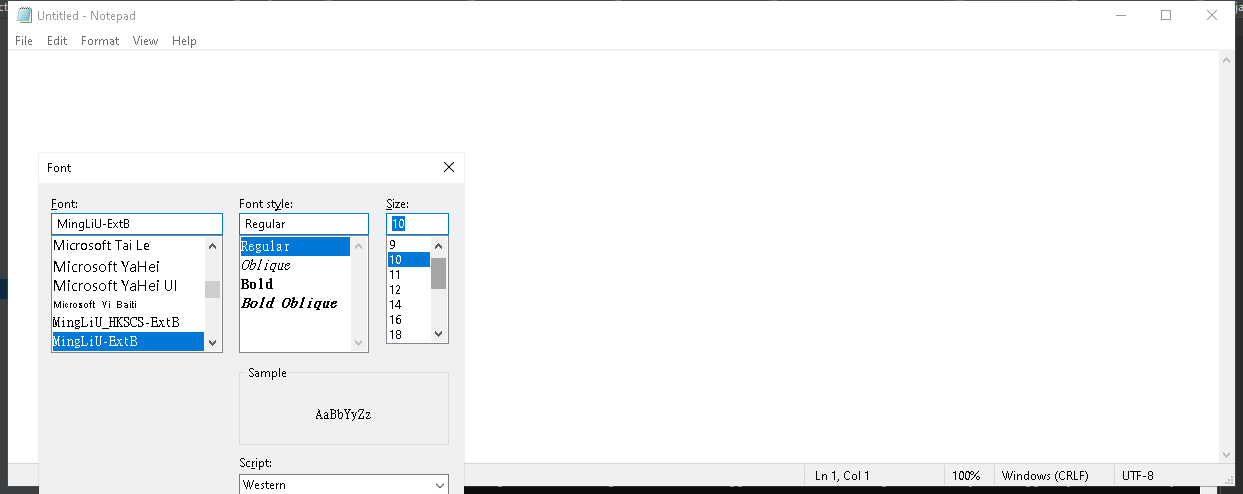 Untitled - Notepad
File Edit Format View Help
Font
Font: Font style: Size:
MingLiU-ExtB Regular 10
Microsoft Tai Le
Microsoft YaHei
Microsoft YaHei UI
Microsoft Yi Baiti
MingLiU_HKSCS-ExtB
MingLiU-ExtB
Regular
Oblique
Bold
Bold Oblique
9
10
11
12
14
16
18
Sample
AaBbYyZz
Script:
Western
Ln 1, Col 1 100% Windows (CRLF) UTF-8